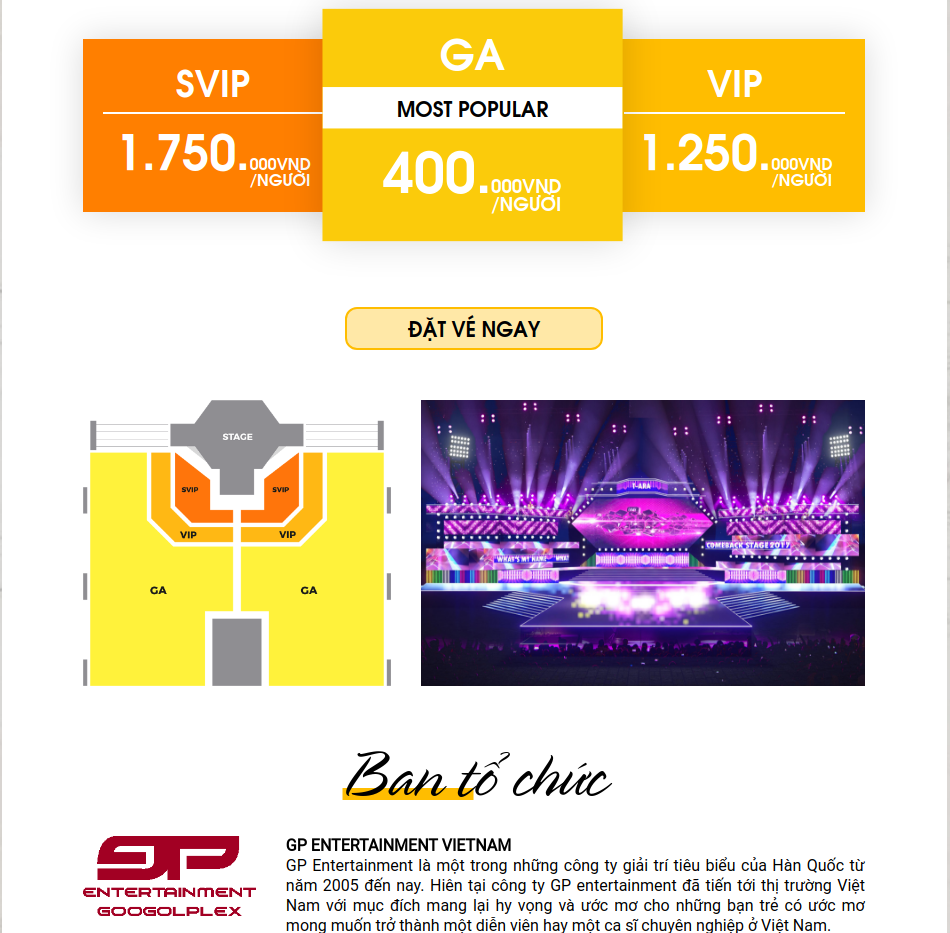 SVIP
1.750.000VND
/NGƯỜI
GA
MOST POPULAR
400.000VND
/NGƯỜI
VIP
1.250.000VND
/NGƯỜI
ĐẶT VÉ NGAY
STAGE
SVIP
SVIP
VIP
VIP
GA
GA
T-ARA
WHAT'S MY NAME
COMEBACK STAGE 2017
Ban tổ chức
GP
ENTERTAINMENT
GOOGOLPLEX
GP ENTERTAINMENT VIETNAM
GP Entertainment là một trong những công ty giải trí tiêu biểu của Hàn Quốc từ
năm 2005 đến nay. Hiên tại công ty GP entertainment đã tiến tới thị trường Việt
Nam với mục đích mang lại hy vọng và ước mơ cho những bạn trẻ có ước mơ
mong muốn trở thành một diễn viên hay một ca sĩ chuyên nghiệp ở Việt Nam.